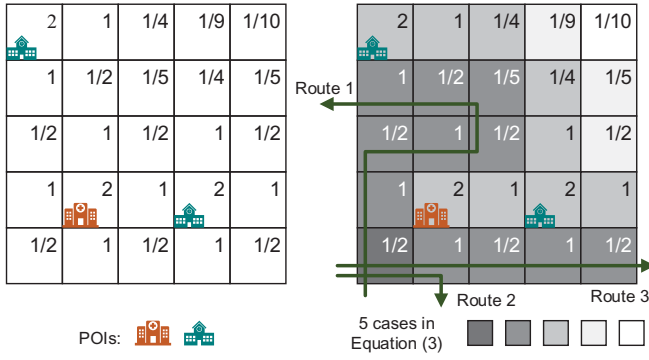 2 1 1/4 1/9 1/10
1 1/2 1/5 1/4 1/5
1/2 1 1/2 1 1/2
1 2 1 2 1
1/2 1 1/2 1 1/2
POIs:
2 1 1/4 1/9 1/10
1 1/2 1/5 1/4 1/5
Route 1
1/2 1 1/2 1 1/2
1 2 1 2 1
1/2 1 1/2 1 1/2
Route 2
Route 3
5 cases in
Equation (3)